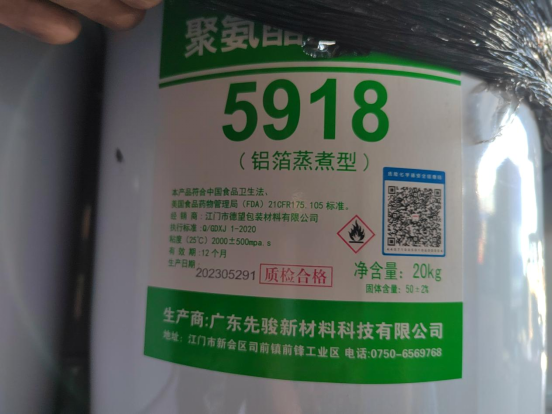 聚氨酯
5918
（铝箔蒸煮型）
本产品符合中国食品卫生法。
美国食品药物管理局（FDA）21CFR175.105标准。
经销商:江门市德望包装材料有限公司
执行标准:Q/GDXJ 1-2020
粘度(25℃)2000±500mpa.s
有效期:12个月
生产日期 202305291 质检合格
净含量: 20kg
固体含量: 50±2%
生产商:广东先骏新材料科技有限公司
地址: 江门市新会区司前镇前锋工业区 电话:0750-6569768